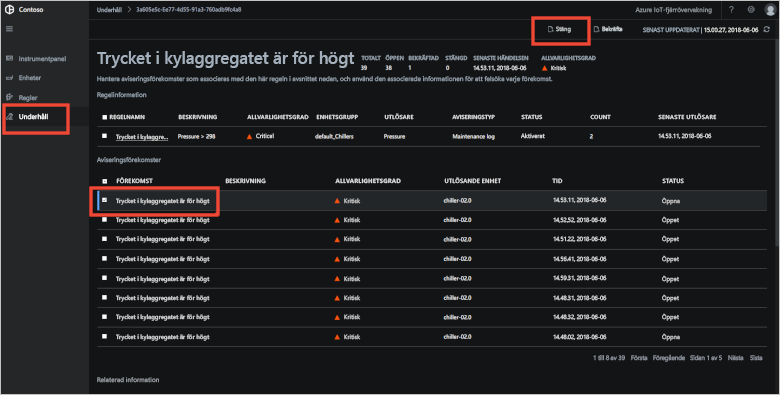 Contoso
Underhåll > 3a605e5c-6e77-4d55-91a3-760adb9fc4a8
Azure IoT-fjärrövervakning
?
Stäng
Bekräfta
SENAST UPPDATERAT | 15.00.27, 2018-06-06
Instrumentpanel
Enheter
Regler
Underhåll
Trycket i kylaggregatet är för högt
TOTALT ÖPPEN BEKRÄFTAD STÄNGD SENASTE HÄNDELSEN ALLVARLIGHETSGRAD
39 38 1 0 14.53.11, 2018-06-06 Kritisk
Hämtara aviseringsförekomster som associeras med den här regeln i avsnittet nedan, och använd den associerade informationen för att felsöka varje förekomst.
Regelinformation
REGELNAMN BESKRIVNING ALLVARLIGHETSGRAD ENHETSGRUPP UTLÖSARE AVISERINGSTYP STATUS COUNT SENASTE UTLÖSARE
Trycket i kylaggre... Pressure > 298 Critical default_Chillers Pressure Maintenance log Aktiverat 2 14.53.11, 2018-06-06
Aviseringsförekomster
FÖREKOMST BESKRIVNING ALLVARLIGHETSGRAD UTLÖSANDE ENHET TID STATUS
Trycket i kylaggregatet är för högt Kritisk chiller-02.0 14.53.11, 2018-06-06 Öppna
Trycket i kylaggregatet är för högt Kritisk chiller-02.0 14.52,52, 2018-06-06 Öppet
Trycket i kylaggregatet är för högt Kritisk chiller-02.0 14.51.22, 2018-06-06 Öppet
Trycket i kylaggregatet är för högt Kritisk chiller-02.0 14.56.41, 2018-06-06 Öppet
Trycket i kylaggregatet är för högt Kritisk chiller-02.0 14.59.31, 2018-06-06 Öppet
Trycket i kylaggregatet är för högt Kritisk chiller-02.0 14.48.31, 2018-06-06 Öppet
Trycket i kylaggregatet är för högt Kritisk chiller-02.0 14.48.32, 2018-06-06 Öppet
Trycket i kylaggregatet är för högt Kritisk chiller-02.0 14.48.02, 2018-06-06 Öppna
1 till 8 av 39 Första Föregående Sidan 1 av 5 Nästa Sista
Relaterad information